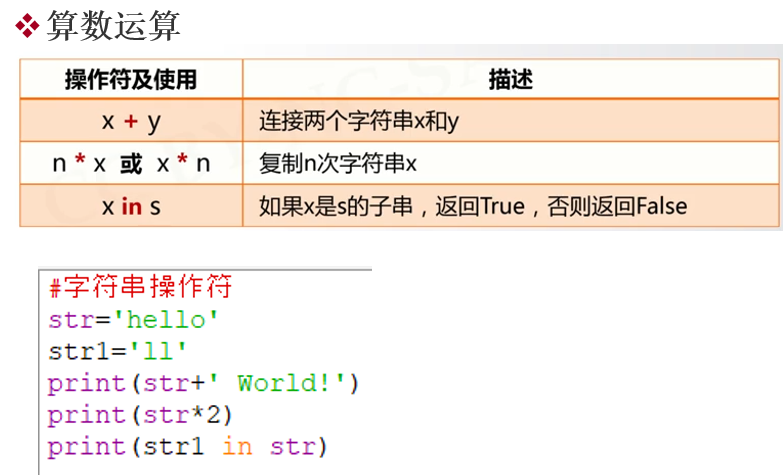 ❖ 算数运算
操作符及使用 描述
x + y 连接两个字符串x和y
n * x 或 x * n 复制n次字符串x
x in s 如果x是s的子串，返回True，否则返回False
#字符串操作符
str='hello'
str1='ll'
print(str+' World!')
print(str*2)
print(str1 in str)